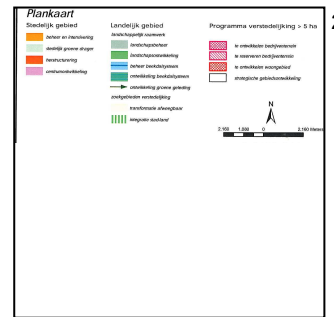 Plankaart
Stedelijk gebied
beheer en intensivering
stedelijk groene drager
herstructurering
centrumontwikkeling
Landelijk gebied
landschappelijk raamwerk
landschapsbeheer
landschapsontwikkeling
beheer beekdalsysteem
ontwikkeling beekdalsysteem
ontwikkeling groene geleding
zoekgebieden verstedelijking
transformatie afweegbaar
integratie stad-land
Programma verstedelijking > 5 ha
te ontwikkelen bedrijventerrein
te reserveren bedrijventerrein
te ontwikkelen woongebied
strategische gebiedsontwikkeling
N
2.160 1.080 0 2.160 Meters